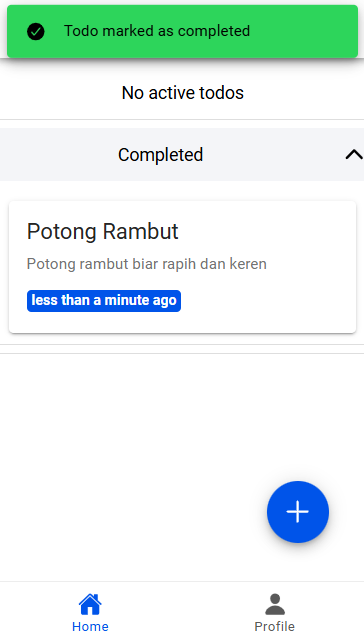 Todo marked as completed
No active todos
Completed
Potong Rambut
Potong rambut biar rapih dan keren
less than a minute ago
Home
Profile